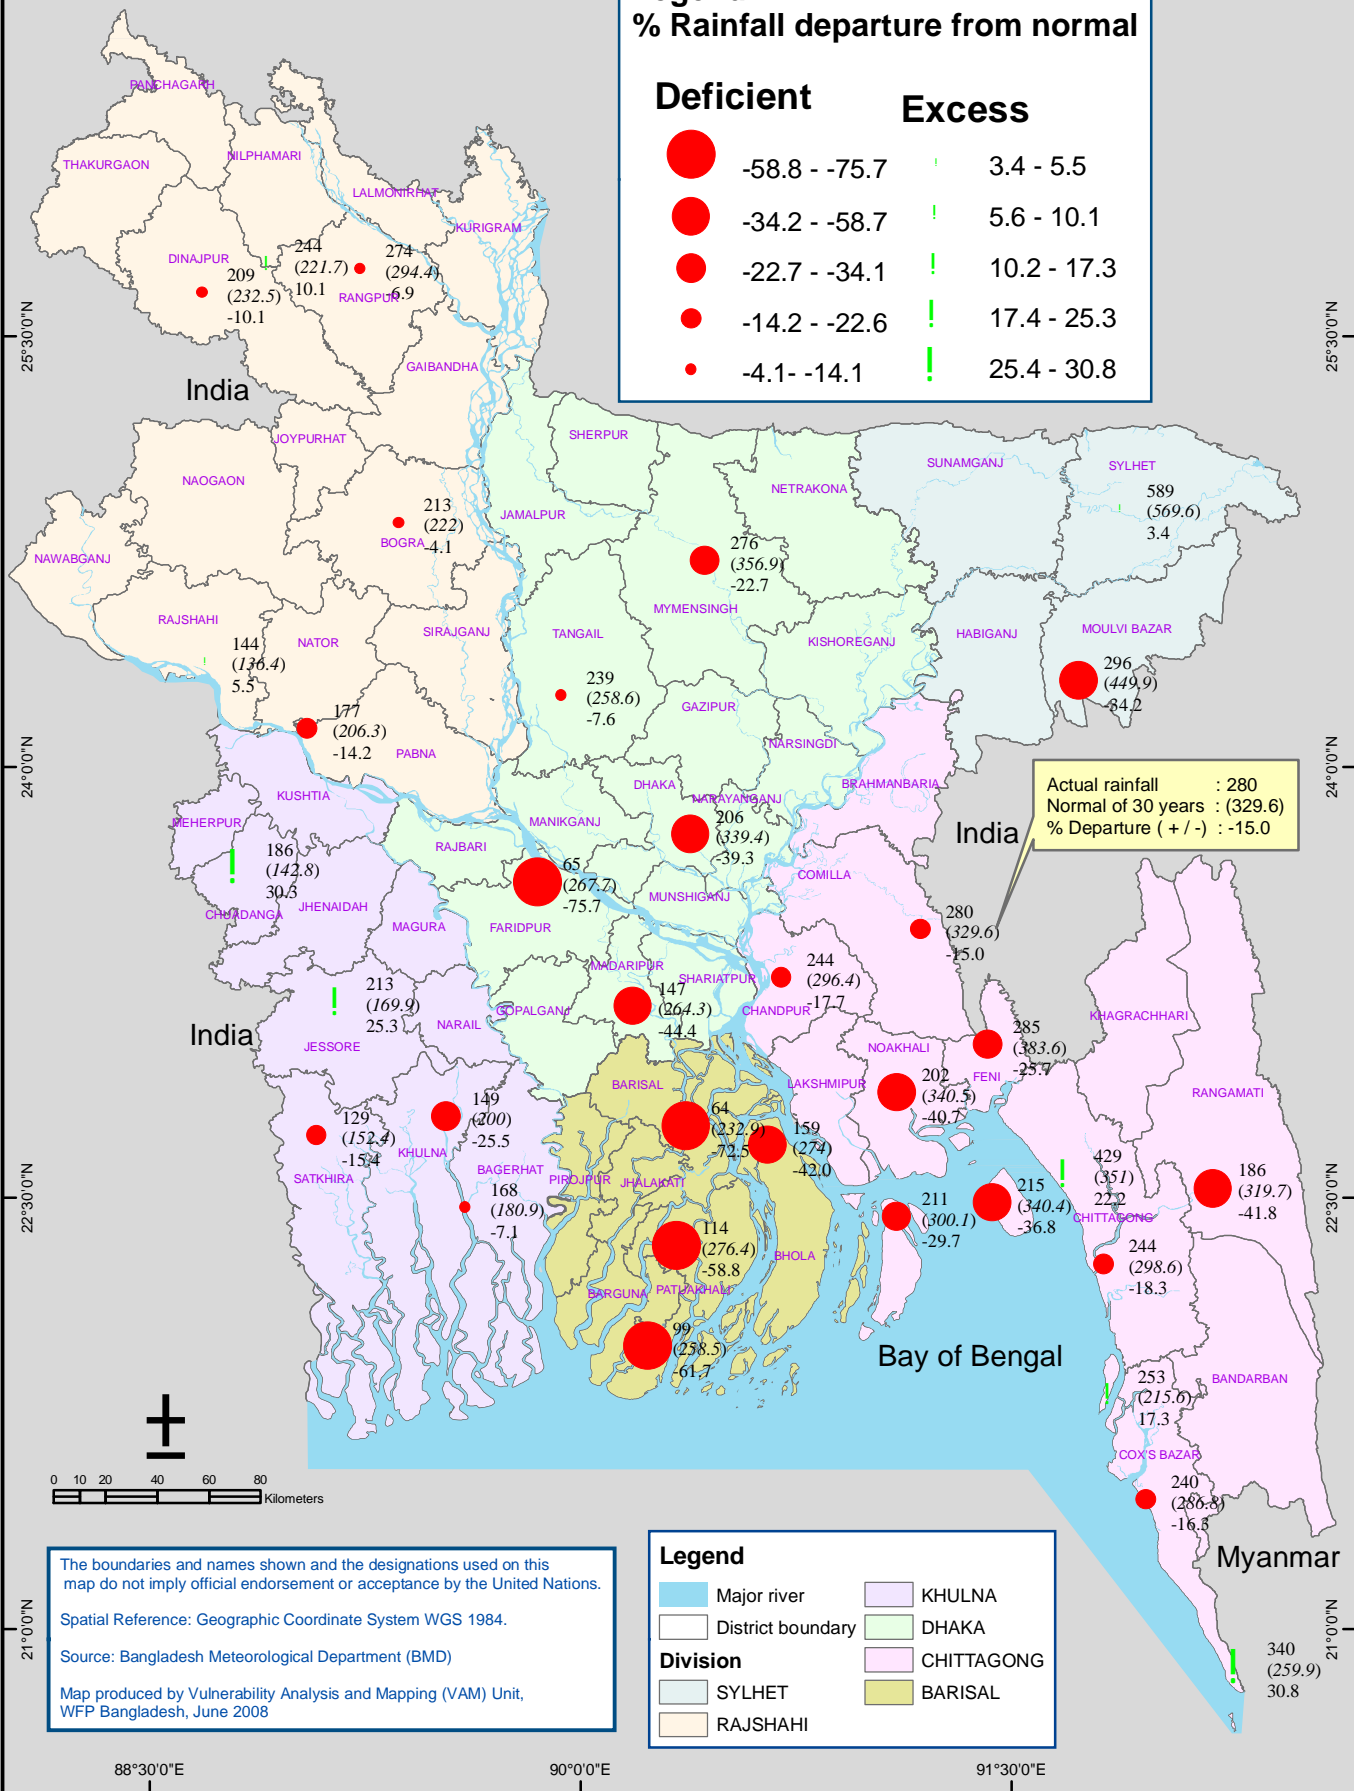 % Rainfall departure from normal
Deficient
Excess
-58.8 - -75.7
3.4 - 5.5
-34.2 - -58.7
5.6 - 10.1
-22.7 - -34.1
10.2 - 17.3
-14.2 - -22.6
17.4 - 25.3
-4.1- -14.1
25.4 - 30.8
PANCHAGARH
THAKURGAON
NILPHAMARI
LALMONIRHAT
KURIGRAM
DINAJPUR
209
(232.5)
-10.1
244
(221.7)
10.1
274
(294.4)
-6.9
RANGPUR
25°30'0"N
25°30'0"N
GAIBANDHA
India
JOYPURHAT
NAOGAON
213
(222)
-4.1
BOGRA
NAWABGANJ
RAJSHAHI
144
(136.4)
5.5
NATOR
SIRAJGANJ
177
(206.3)
-14.2
PABNA
SHERPUR
JAMALPUR
NETRAKONA
276
(356.9)
-22.7
MYMENSINGH
TANGAIL
239
(258.6)
-7.6
KISHOREGANJ
GAZIPUR
NARSINGDI
SUNAMGANJ
SYLHET
589
(569.6)
3.4
HABIGANJ
MOULVI BAZAR
296
(449.9)
-34.2
24°0'0"N
24°0'0"N
Actual rainfall : 280
Normal of 30 years : (329.6)
% Departure ( + / -) : -15.0
India
KUSHTIA
MEHERPUR
186
(142.8)
30.3
CHUADANGA
JHENAIDAH
MAGURA
DHAKA
NARAYANGANJ
206
(339.4)
-39.3
MANIKGANJ
RAJBARI
65
(267.7)
-75.7
MUNSHIGANJ
FARIDPUR
BRAHMANBARIA
COMILLA
280
(329.6)
-15.0
MADARIPUR
SHARIATPUR
147
(264.3)
-44.4
GOPALGANJ
244
(296.4)
-17.7
CHANDPUR
India
213
(169.9)
25.3
JESSORE
NARAIL
KHAGRACHHARI
285
(383.6)
-25.7
FENI
NOAKHALI
202
(340.5)
-40.7
LAKSHMIPUR
RANGAMATI
BARISAL
64
(232.9)
-72.5
159
(274)
-42.0
149
(200)
-25.5
KHULNA
129
(152.4)
-15.4
SATKHIRA
BAGERHAT
168
(180.9)
-7.1
PIROJPUR
JHALAKATI
429
(351)
22.2
CHITTAGONG
186
(319.7)
-41.8
22°30'0"N
22°30'0"N
215
(340.4)
-36.8
211
(300.1)
-29.7
114
(276.4)
-58.8
BHOLA
244
(298.6)
-18.3
BARGUNA
PATUAKHALI
99
(258.5)
-61.7
Bay of Bengal
253
(215.6)
17.3
BANDARBAN
COX'S BAZAR
240
(286.8)
-16.3
Myanmar
340
(259.9)
30.8
0 10 20 40 60 80
Kilometers
The boundaries and names shown and the designations used on this
map do not imply official endorsement or acceptance by the United Nations.
Spatial Reference: Geographic Coordinate System WGS 1984.
Source: Bangladesh Meteorological Department (BMD)
Map produced by Vulnerability Analysis and Mapping (VAM) Unit,
WFP Bangladesh, June 2008
Legend
Major river
District boundary
Division
SYLHET
RAJSHAHI
KHULNA
DHAKA
CHITTAGONG
BARISAL
21°0'0"N
21°0'0"N
88°30'0"E
90°0'0"E
91°30'0"E